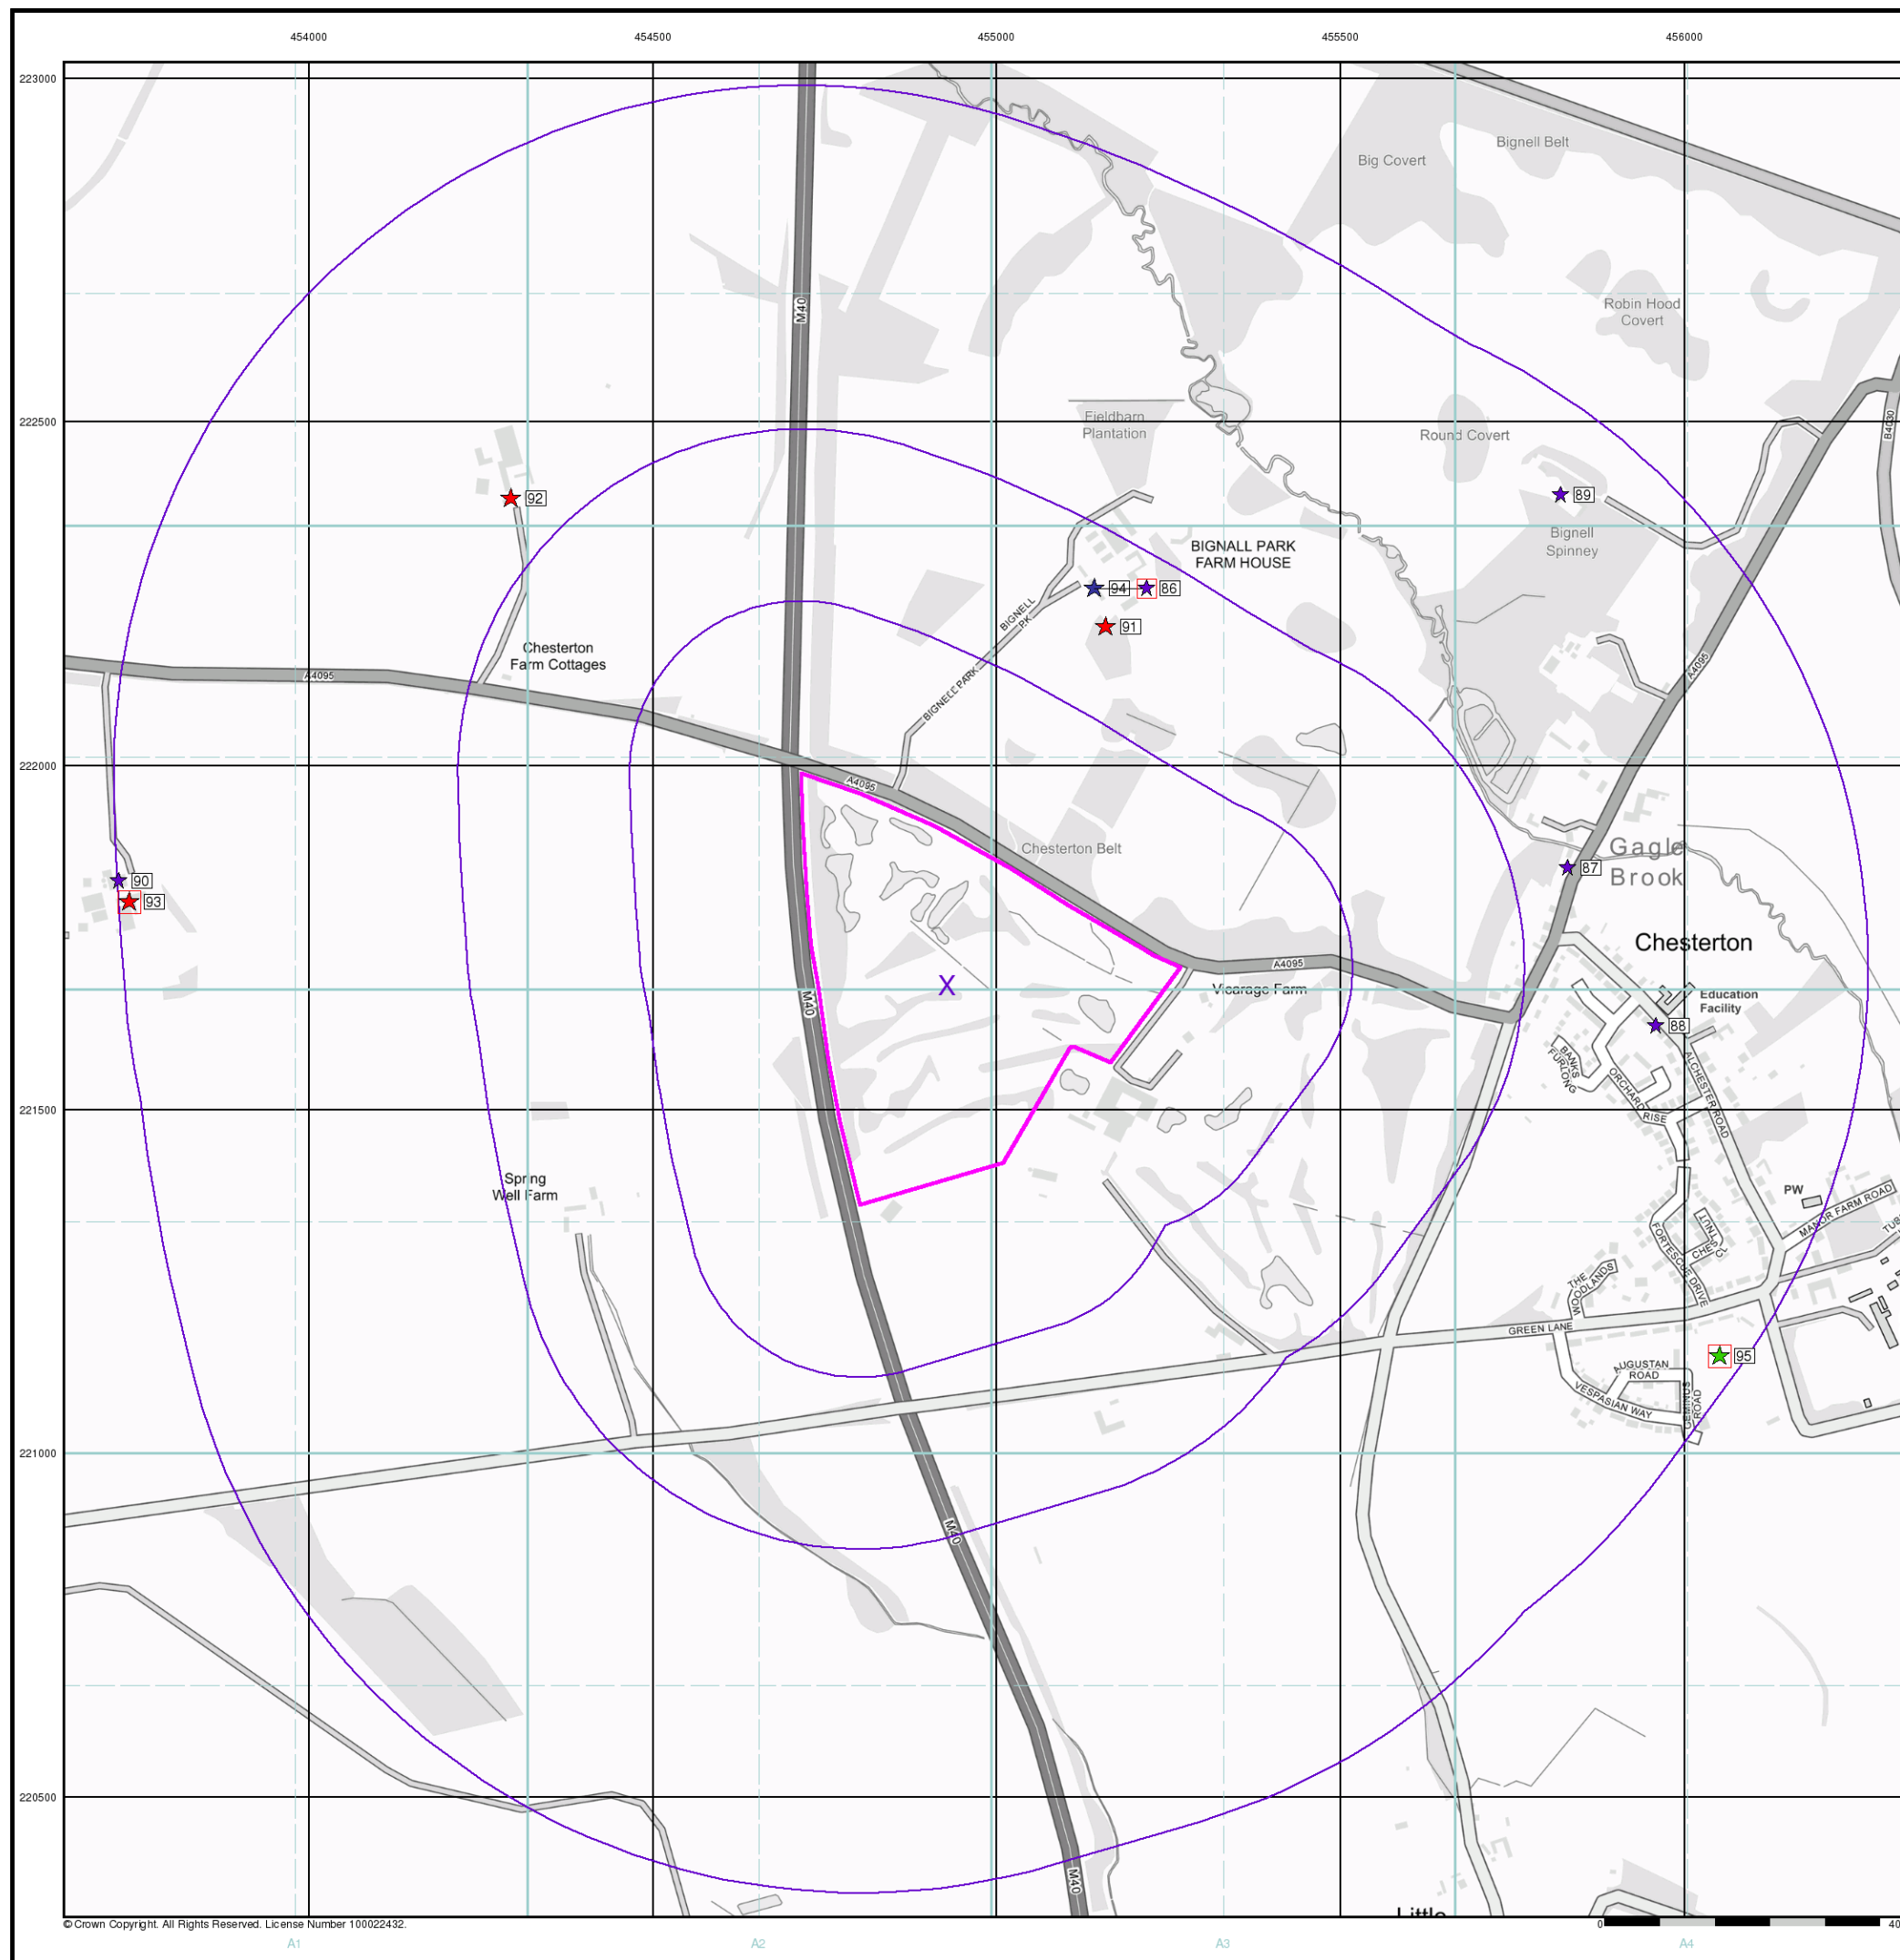 454000 454500 455000 455500 456000
223000
Bignell Belt
Big Covert
M40
Robin Hood
Covert
222500
Fieldbarn
Plantation
Round Covert
B4030
92
89
Bignell
Spinney
BIGNALL PARK
FARM HOUSE
94
86
BIGNELL
PK
91
Chesterton
Farm Cottages
A4095
A4095
BIGNELL PARK
222000
A4095
Chesterton Belt
Gagle
Brook
87
90
93
Chesterton
A4095
X
Vicarage Farm
M40
Education
Facility
88
BANKS
FURLONG
ORCHARD
RISE
ALCHESTER ROAD
221500
Spring
Well Farm
PW
MANOR FARM ROAD
FORTESCUE DRIVE
THE
WOODLANDS
GREEN LANE
95
AUGUSTAN
ROAD
VESPASIAN WAY
GEMINUS
ROAD
221000
M40
220500
M40
Little
© Crown Copyright. All Rights Reserved. License Number 100022432.
0
A1 A2 A3 A4